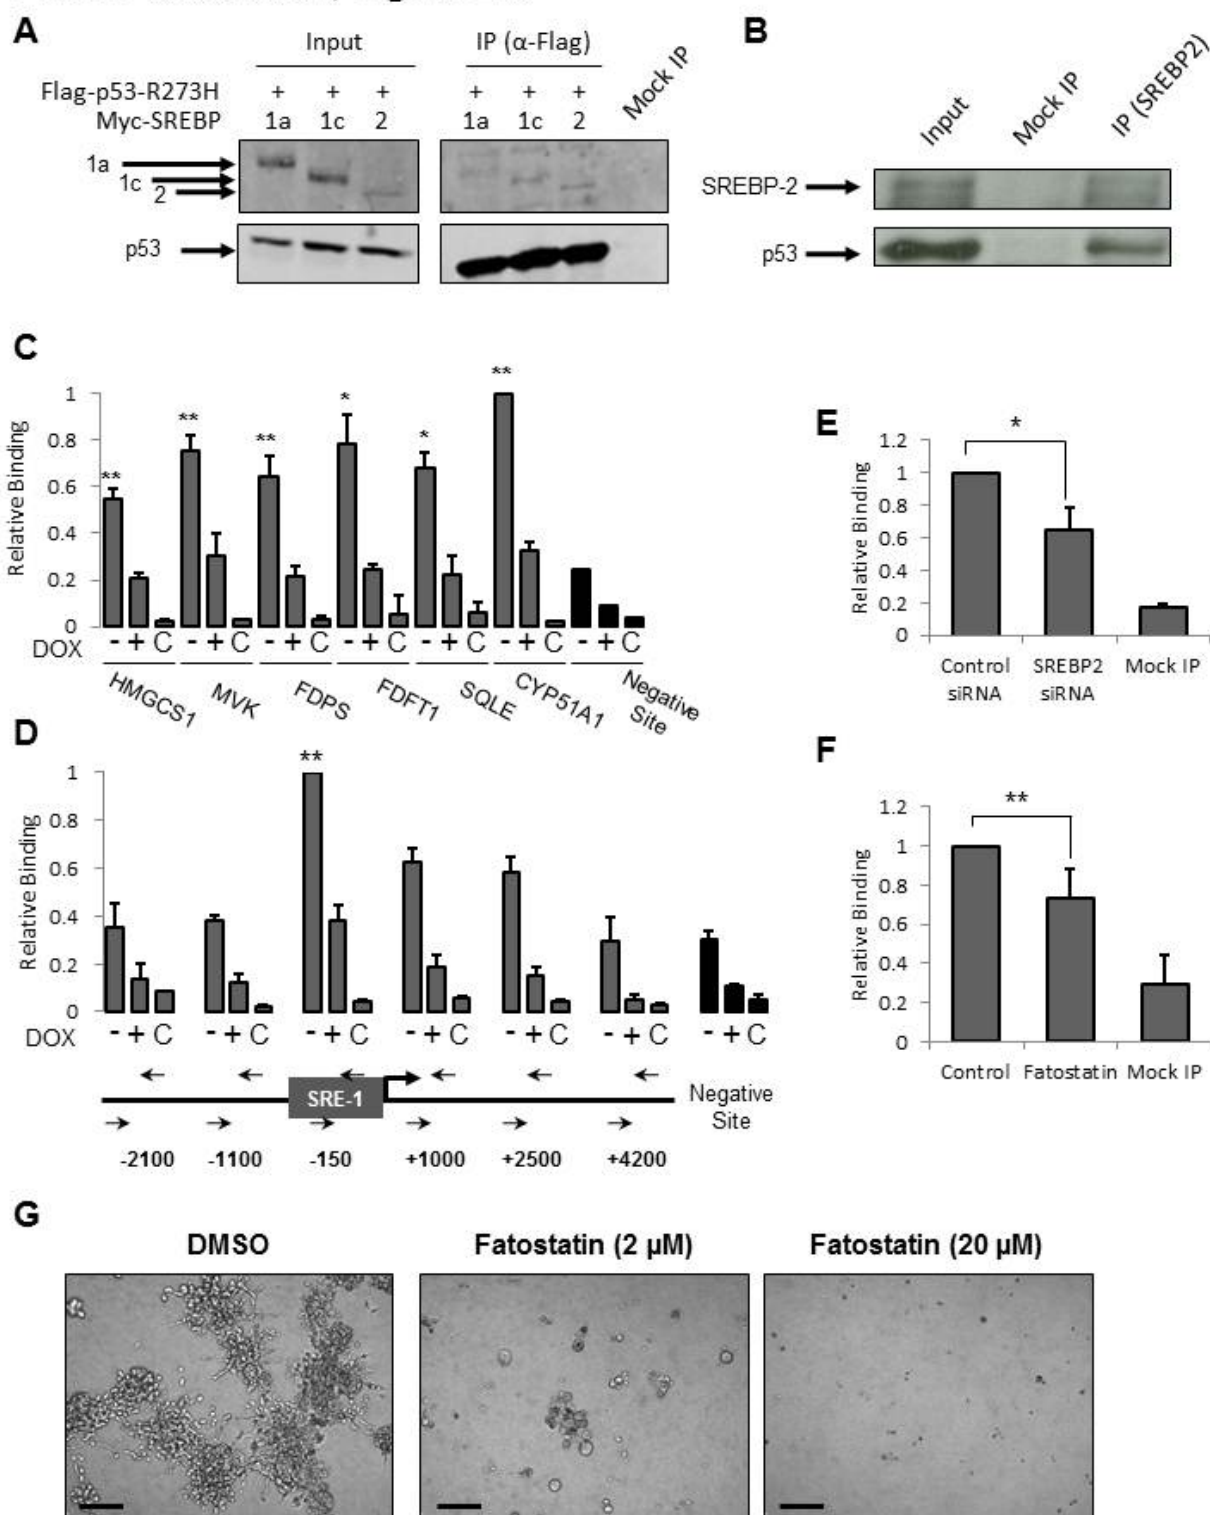 A
Input
IP (α-Flag)
Mock IP
Flag-p53-R273H + + + + + +
Myc-SREBP 1a 1c 2 1a 1c 2
1a
1c
2
p53
B
Input
Mock IP
IP (SREBP2)
SREBP-2
p53
C
Relative Binding
1
0.8
0.6
0.4
0.2
0
** ** ** * * **
DOX - + C - + C - + C - + C - + C - + C
HMGCS1
MVK
FDPS
FDFT1
SQLE
CYP51A1
Negative
Site
D
Relative Binding
1
0.8
0.6
0.4
0.2
0
**
DOX - + C - + C - + C - + C - + C - + C
SRE-1
Negative
Site
-2100 -1100 -150 +1000 +2500 +4200
E
Relative Binding
1.2
1
0.8
0.6
0.4
0.2
0
*
Control
siRNA
SREBP2
siRNA
Mock IP
F
Relative Binding
1.2
1
0.8
0.6
0.4
0.2
0
**
Control Fatostatin Mock IP
G
DMSO
Fatostatin (2 µM)
Fatostatin (20 µM)